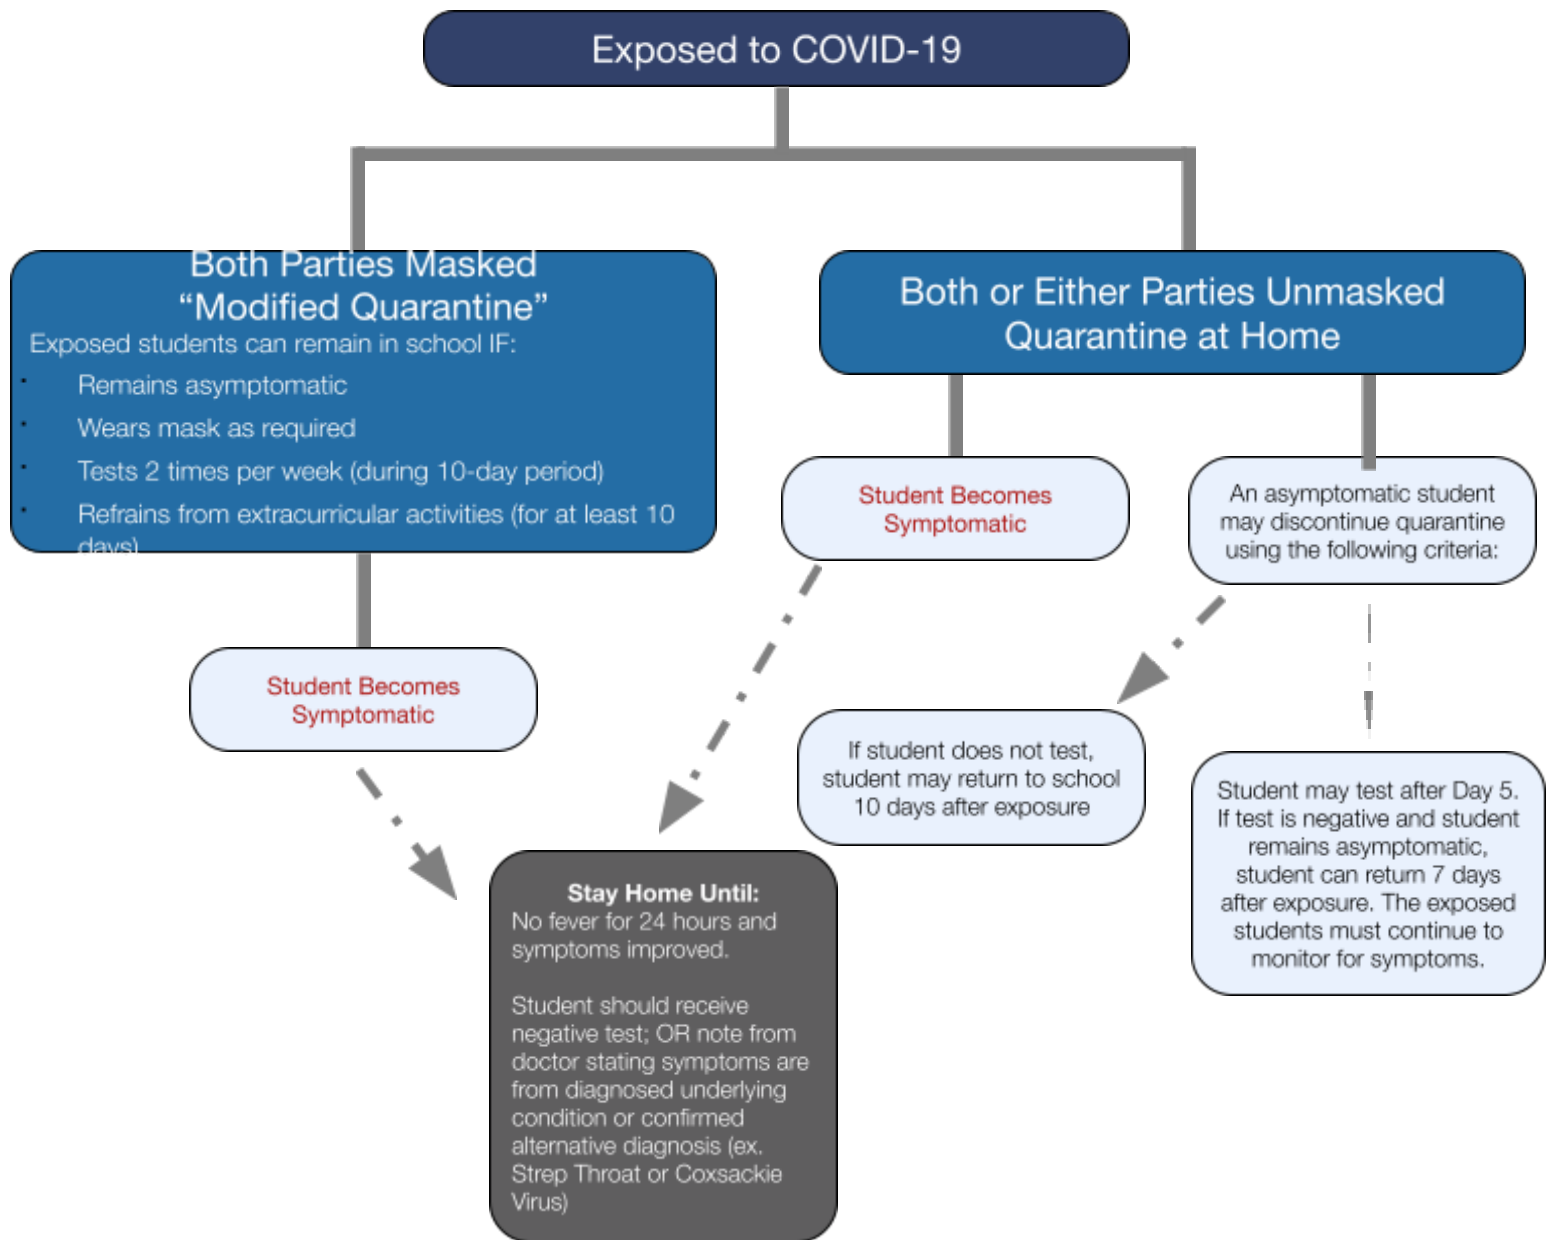 Exposed to COVID-19
Both Parties Masked
“Modified Quarantine”
Exposed students can remain in school IF:
· Remains asymptomatic
· Wears mask as required
· Tests 2 times per week (during 10-day period)
· Refrains from extracurricular activities (for at least 10
days)
Student Becomes
Symptomatic
Both or Either Parties Unmasked
Quarantine at Home
Student Becomes
Symptomatic
An asymptomatic student
may discontinue quarantine
using the following criteria:
If student does not test,
student may return to school
10 days after exposure
Student may test after Day 5.
If test is negative and student
remains asymptomatic,
student can return 7 days
after exposure. The exposed
students must continue to
monitor for symptoms.
Stay Home Until:
No fever for 24 hours and
symptoms improved.
Student should receive
negative test; OR note from
doctor stating symptoms are
from diagnosed underlying
condition or confirmed
alternative diagnosis (ex.
Strep Throat or Coxsackie
Virus)